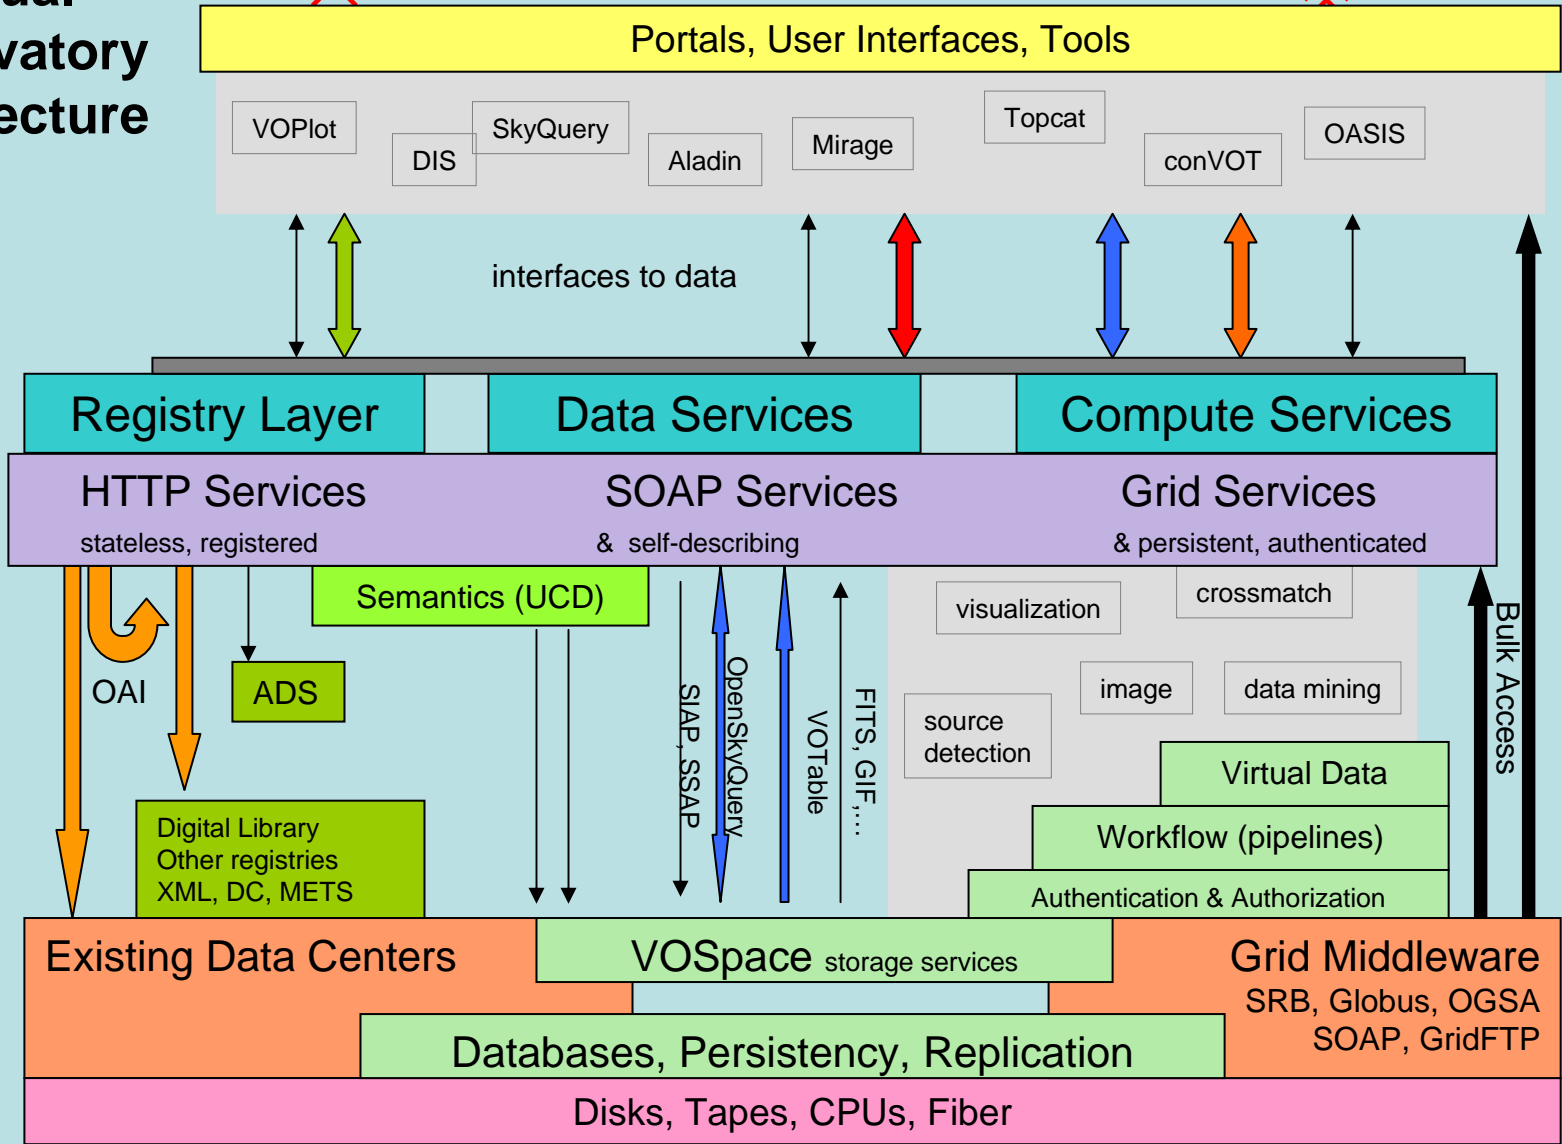 Portals, User Interfaces, Tools
VOPlot
DIS
SkyQuery
Aladin
Mirage
Topcat
conVOT
OASIS
interfaces to data
Registry Layer
Data Services
Compute Services
HTTP Services
SOAP Services
Grid Services
stateless, registered
& self-describing
& persistent, authenticated
Semantics (UCD)
OAI
ADS
SIAP, SSAP
OpenSkyQuery
VOTable
FITS, GIF,…
visualization
crossmatch
image
data mining
source
detection
Bulk Access
Virtual Data
Workflow (pipelines)
Authentication & Authorization
Digital Library
Other registries
XML, DC, METS
Existing Data Centers
VOSpace storage services
Grid Middleware
SRB, Globus, OGSA
SOAP, GridFTP
Databases, Persistency, Replication
Disks, Tapes, CPUs, Fiber